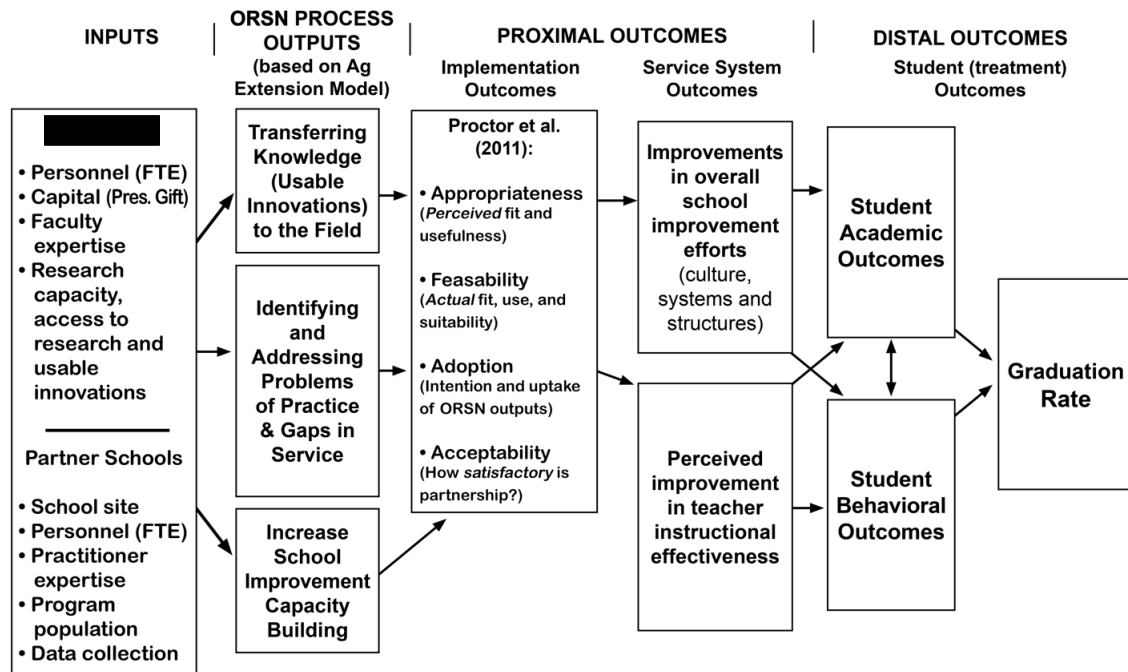 INPUTS
ORSN PROCESS
OUTPUTS
(based on Ag
Extension Model)
PROXIMAL OUTCOMES
Implementation
Outcomes
Service System
Outcomes
DISTAL OUTCOMES
Student (treatment)
Outcomes
• Personnel (FTE)
• Capital (Pres. Gift)
• Faculty
expertise
• Research
capacity,
access to
research and
usable
innovations
Partner Schools
• School site
• Personnel (FTE)
• Practitioner
expertise
• Program
population
• Data collection
Transferring
Knowledge
(Usable
Innovations)
to the Field
Identifying
and
Addressing
Problems
of Practice
& Gaps in
Service
Increase
School
Improvement
Capacity
Building
Proctor et al.
(2011):
• Appropriateness
(Perceived fit and
usefulness)
• Feasability
(Actual fit, use, and
suitability)
• Adoption
(Intention and uptake
of ORSN outputs)
• Acceptability
(How satisfactory is
partnership?)
Improvements
in overall
school
improvement
efforts
(culture,
systems and
structures)
Perceived
improvement
in teacher
instructional
effectiveness
Student
Academic
Outcomes
Student
Behavioral
Outcomes
Graduation
Rate